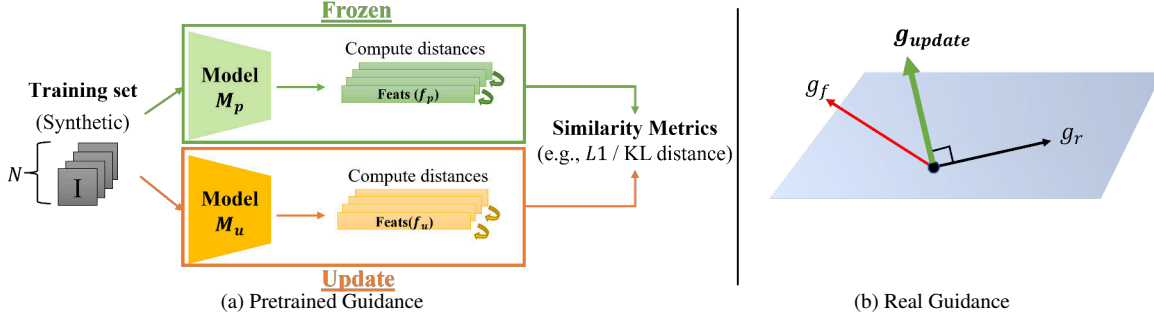 Frozen
Training set
(Synthetic)
N
I
Model
M_p
Compute distances
Feats (f_p)
Model
M_u
Compute distances
Feats(f_u)
Update
Similarity Metrics
(e.g., L1 / KL distance)
(a) Pretrained Guidance
g_update
g_f
g_r
(b) Real Guidance